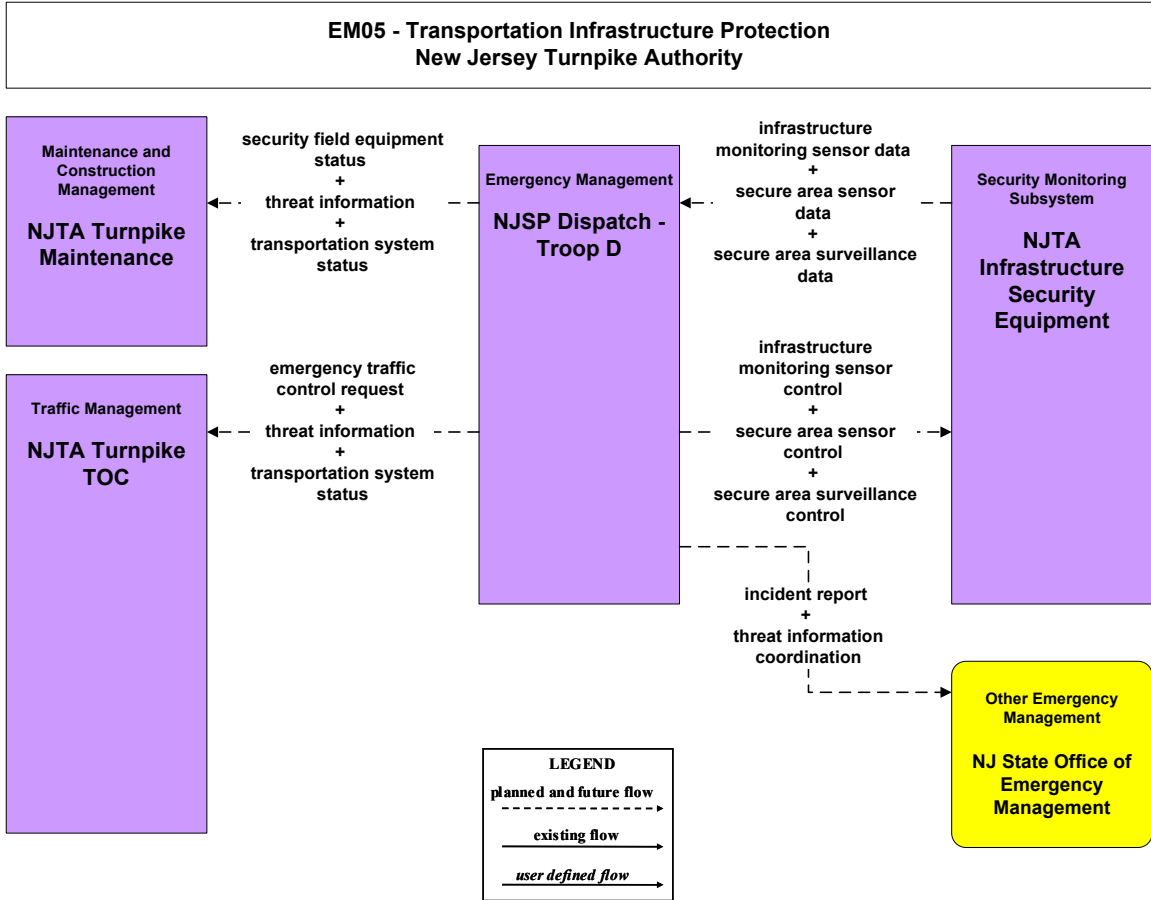 EM05 - Transportation Infrastructure Protection
New Jersey Turnpike Authority
Maintenance and
Construction
Management
NJTA Turnpike
Maintenance
security field equipment
status
+
threat information
+
transportation system
status
Emergency Management
NJSP Dispatch -
Troop D
infrastructure
monitoring sensor data
+
secure area sensor
data
+
secure area surveillance
data
Security Monitoring
Subsystem
NJTA
Infrastructure
Security
Equipment
Traffic Management
NJTA Turnpike
TOC
emergency traffic
control request
+
threat information
+
transportation system
status
infrastructure
monitoring sensor
control
+
secure area sensor
control
+
secure area surveillance
control
incident report
+
threat information
coordination
Other Emergency
Management
NJ State Office of
Emergency
Management
LEGEND
planned and future flow
existing flow
user defined flow